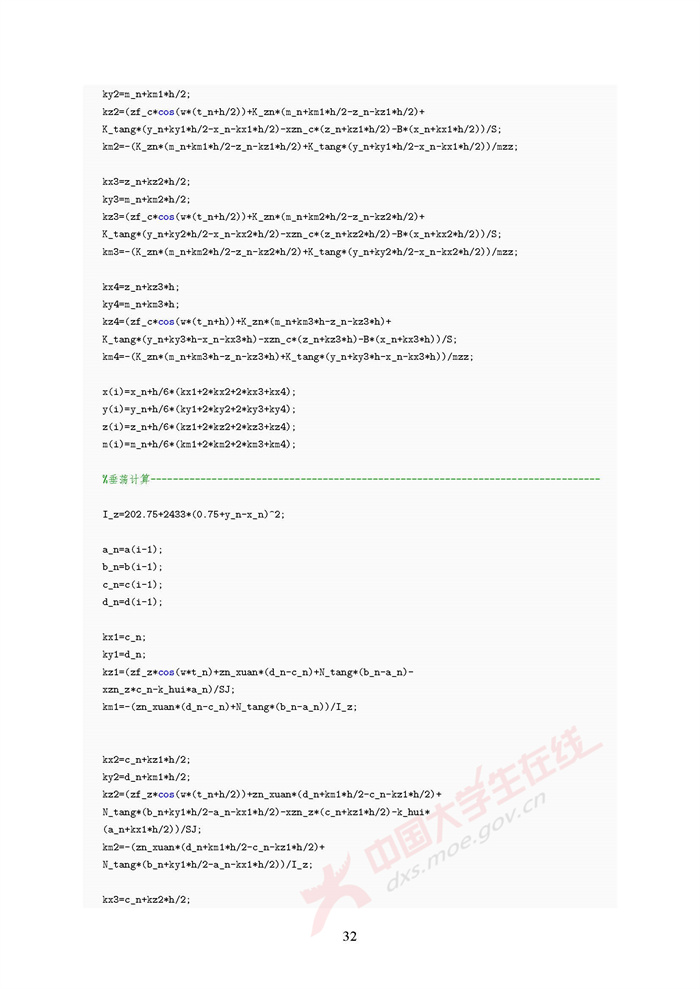 ky2=m_n+km1*h/2;
kz2=(zf_c*cos(w*(t_n+h/2))+K_zn*(m_n+km1*h/2-z_n-kz1*h/2)+
K_tang*(y_n+ky1*h/2-x_n-kx1*h/2)-xzn_c*(z_n+kz1*h/2)-B*(x_n+kx1*h/2))/S;
km2=-(K_zn*(m_n+km1*h/2-z_n-kz1*h/2)+K_tang*(y_n+ky1*h/2-x_n-kx1*h/2))/mzz;
kx3=z_n+kz2*h/2;
ky3=m_n+km2*h/2;
kz3=(zf_c*cos(w*(t_n+h/2))+K_zn*(m_n+km2*h/2-z_n-kz2*h/2)+
K_tang*(y_n+ky2*h/2-x_n-kx2*h/2)-xzn_c*(z_n+kz2*h/2)-B*(x_n+kx2*h/2))/S;
km3=-(K_zn*(m_n+km2*h/2-z_n-kz2*h/2)+K_tang*(y_n+ky2*h/2-x_n-kx2*h/2))/mzz;
kx4=z_n+kz3*h;
ky4=m_n+km3*h;
kz4=(zf_c*cos(w*(t_n+h))+K_zn*(m_n+km3*h-z_n-kz3*h)+
K_tang*(y_n+ky3*h-x_n-kx3*h)-xzn_c*(z_n+kz3*h)-B*(x_n+kx3*h))/S;
km4=-(K_zn*(m_n+km3*h-z_n-kz3*h)+K_tang*(y_n+ky3*h-x_n-kx3*h))/mzz;
x(i)=x_n+h/6*(kx1+2*kx2+2*kx3+kx4);
y(i)=y_n+h/6*(ky1+2*ky2+2*ky3+ky4);
z(i)=z_n+h/6*(kz1+2*kz2+2*kz3+kz4);
m(i)=m_n+h/6*(km1+2*km2+2*km3+km4);
%垂荡计算--------------------------------------------------------------------------------
I_z=202.75+2433*(0.75+y_n-x_n)^2;
a_n=a(i-1);
b_n=b(i-1);
c_n=c(i-1);
d_n=d(i-1);
kx1=c_n;
ky1=d_n;
kz1=(zf_z*cos(w*t_n)+zn_xuan*(d_n-c_n)+N_tang*(b_n-a_n)-
xzn_z*c_n-k_hui*a_n)/SJ;
km1=-(zn_xuan*(d_n-c_n)+N_tang*(b_n-a_n))/I_z;
kx2=c_n+kz1*h/2;
ky2=d_n+km1*h/2;
kz2=(zf_z*cos(w*(t_n+h/2))+zn_xuan*(d_n+km1*h/2-c_n-kz1*h/2)+
N_tang*(b_n+ky1*h/2-a_n-kx1*h/2)-xzn_z*(c_n+kz1*h/2)-k_hui*
(a_n+kx1*h/2))/SJ;
km2=-(zn_xuan*(d_n+km1*h/2-c_n-kz1*h/2)+
N_tang*(b_n+ky1*h/2-a_n-kx1*h/2))/I_z;
kx3=c_n+kz2*h/2;
中国大学生在线
dxs.moe.gov.cn
32